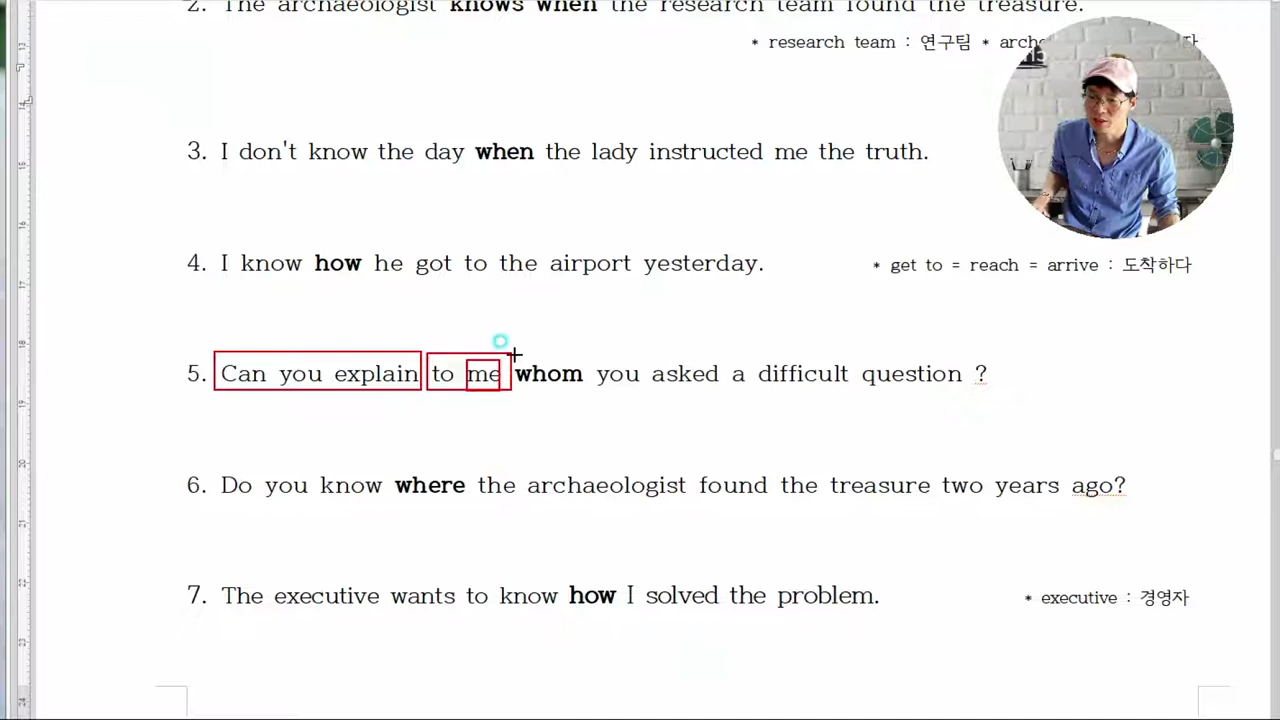 2. The archaeologist knows when the research team found the treasure.
* research team : 연구팀 *
3. I don't know the day when the lady instructed me the truth.
4. I know how he got to the airport yesterday.
* get to = reach = arrive : 도착하다
5. Can you explain to me whom you asked a difficult question ?
6. Do you know where the archaeologist found the treasure two years ago?
7. The executive wants to know how I solved the problem.
* executive : 경영자